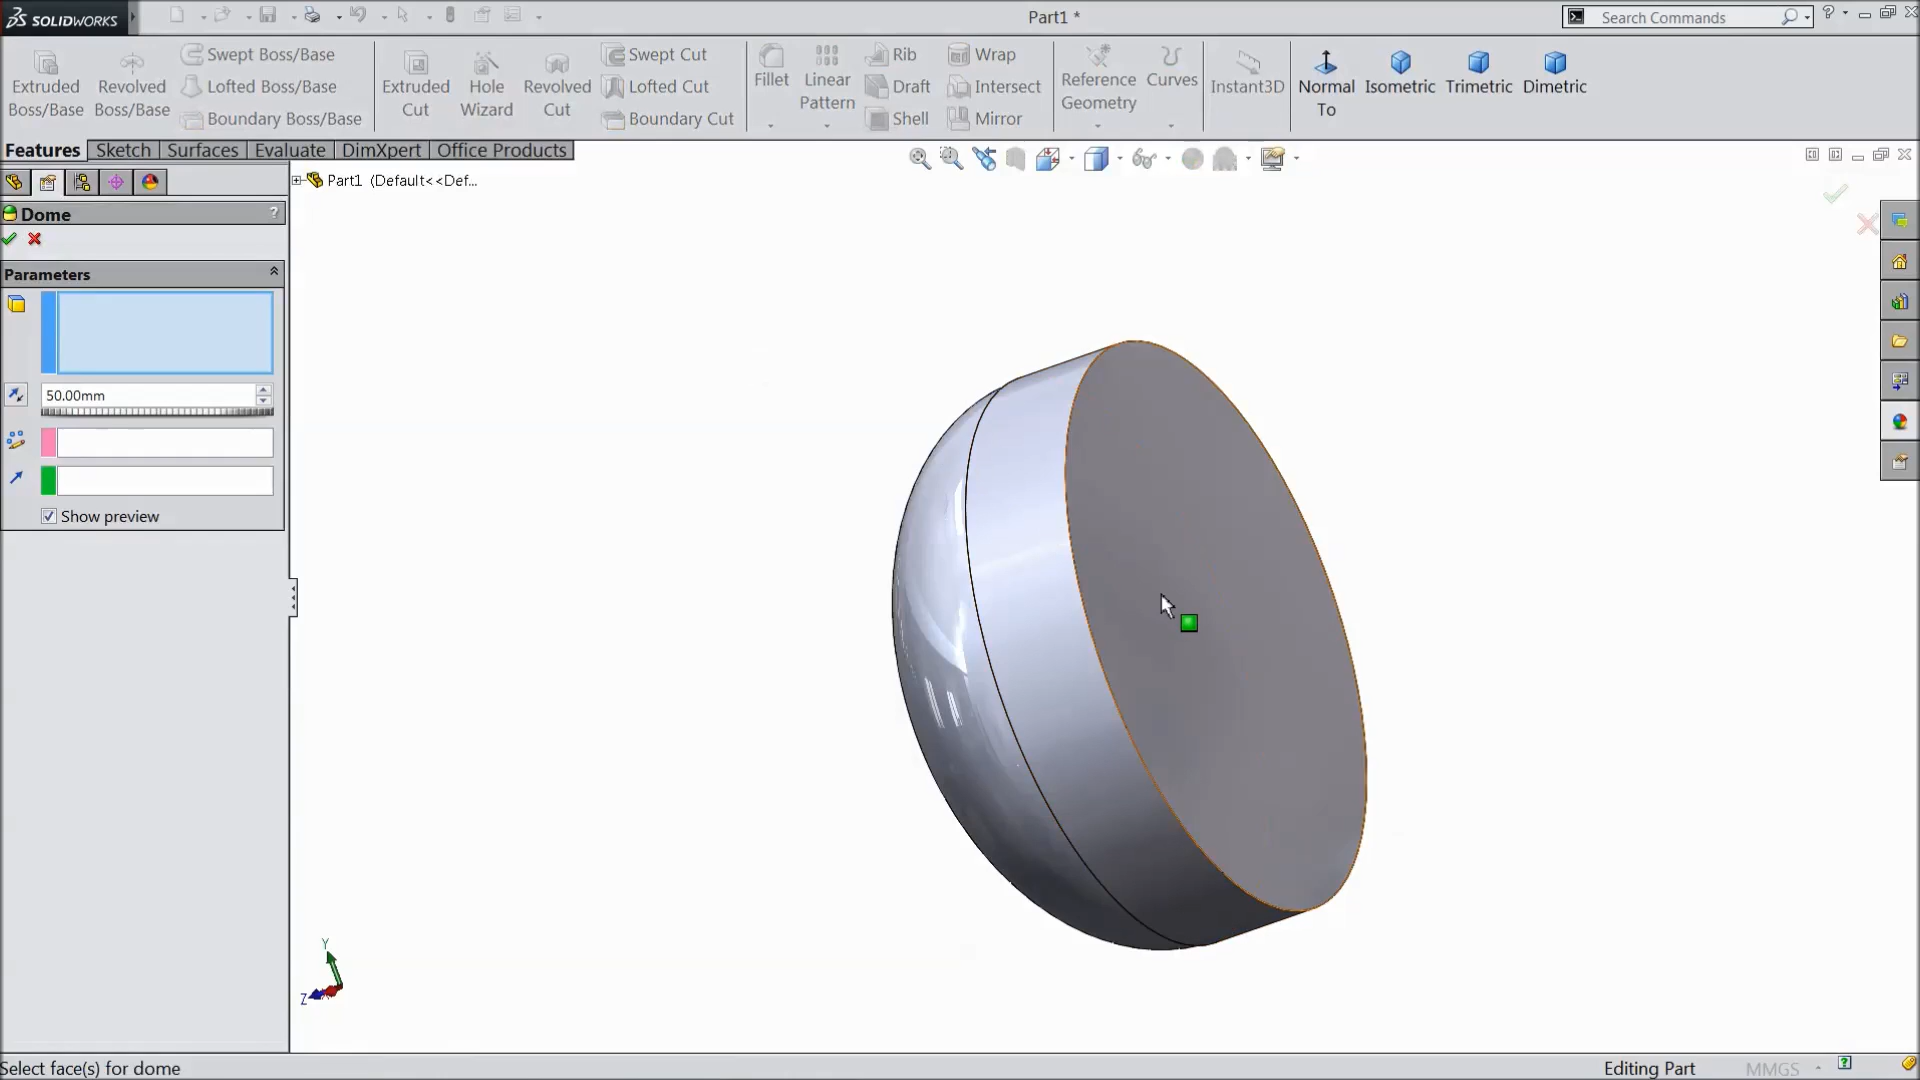 SOLIDWORKS
Part1 *
Search Commands
Extruded Boss/Base
Revolved Boss/Base
Swept Boss/Base
Lofted Boss/Base
Boundary Boss/Base
Extruded Cut
Hole Wizard
Revolved Cut
Swept Cut
Lofted Cut
Boundary Cut
Fillet
Linear Pattern
Rib
Draft
Shell
Wrap
Intersect
Mirror
Reference Geometry
Curves
Instant3D
Normal To
Isometric
Trimetric
Dimetric
Features
Sketch
Surfaces
Evaluate
DimXpert
Office Products
Part1 (Default<<Def...
Dome
?
Parameters
50.00mm
Show preview
Y
Z
Select face(s) for dome
Editing Part
MMGS